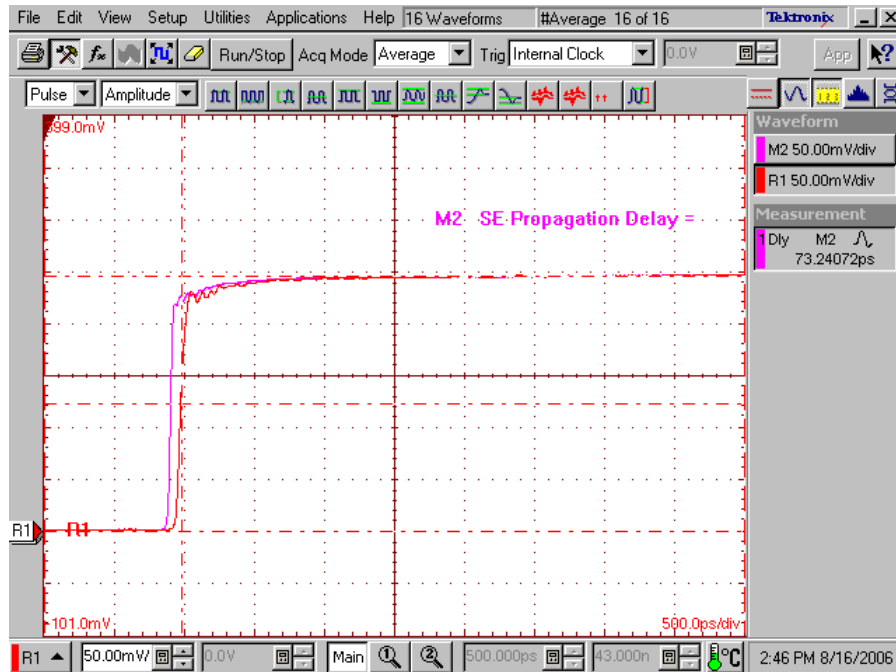 File Edit View Setup Utilities Applications Help 16 Waveforms #Average 16 of 16 Tektronix
Run/Stop Acq Mode Average Trig Internal Clock 0.0V App
Pulse Amplitude
Waveform
M2 50.00mV/div
R1 50.00mV/div
Measurement
1 Dly M2
73.24072ps
399.0mV
M2 SE Propagation Delay =
R1
R1
-101.0mV
500.0ps/div
R1 50.00mV/ 0.0V Main 1 2 500.000ps 43.000n °C 2:46 PM 8/16/2006